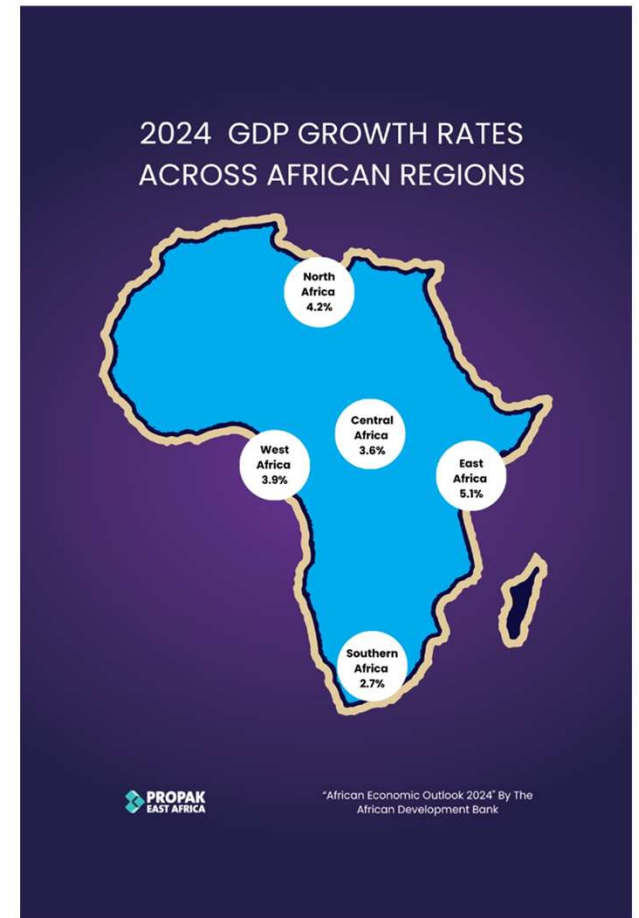 2024 GDP GROWTH RATES
ACROSS AFRICAN REGIONS
North
Africa
4.2%
Central
Africa
3.6%
West
Africa
3.9%
East
Africa
5.1%
Southern
Africa
2.7%
PROPAK
EAST AFRICA
"African Economic Outlook 2024" By The
African Development Bank